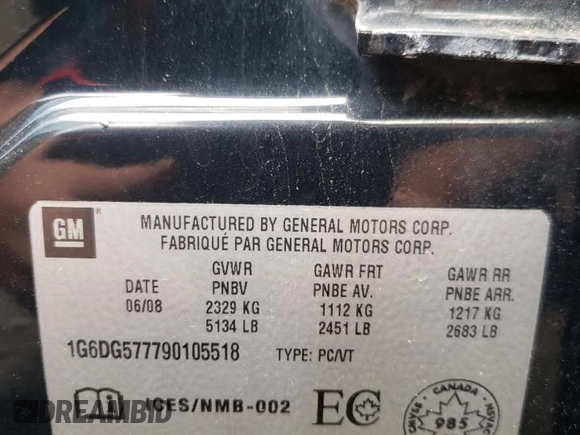 GM ®
MANUFACTURED BY GENERAL MOTORS CORP.
FABRIQUÉ PAR GENERAL MOTORS CORP.
GVWR GAWR FRT GAWR RR
DATE PNBV PNBE AV. PNBE ARR.
06/08 2329 KG 1112 KG 1217 KG
5134 LB 2451 LB 2683 LB
1G6DG577790105518 TYPE: PC/VT
i ICES/NMB-002 EC
CANADA
CMVSS 985 NSVAC
DREAMBID